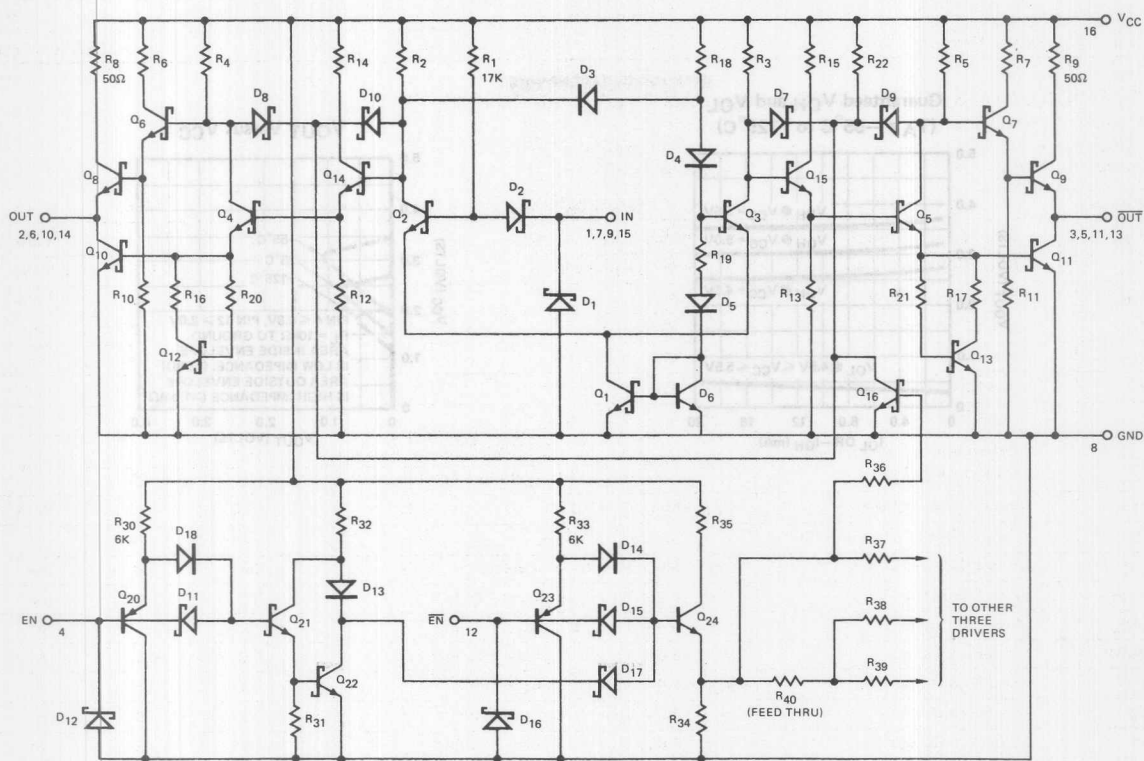 VCC
16
R8
50Ω
R6
R4
R14
R2
R1
17K
R18
R3
R15
R22
R5
R7
R9
50Ω
D3
D8
D10
D7
D9
Q6
Q7
D4
Q8
Q14
Q15
Q9
D2
OUT
2,6,10,14
Q4
Q2
IN
1,7,9,15
Q3
Q5
OUT
3,5,11,13
Q10
R19
Q11
R10
R16
R20
R12
D1
D5
R13
R21
R17
R11
Q12
Q1
D6
Q16
Q13
GND
8
R36
R30
6K
D18
R32
R33
6K
D14
R35
R37
Q20
D11
D13
Q23
D15
Q24
R38
EN
4
Q21
EN
12
TO OTHER
THREE
DRIVERS
Q22
D17
R40
(FEED THRU)
R39
D12
R31
D16
R34